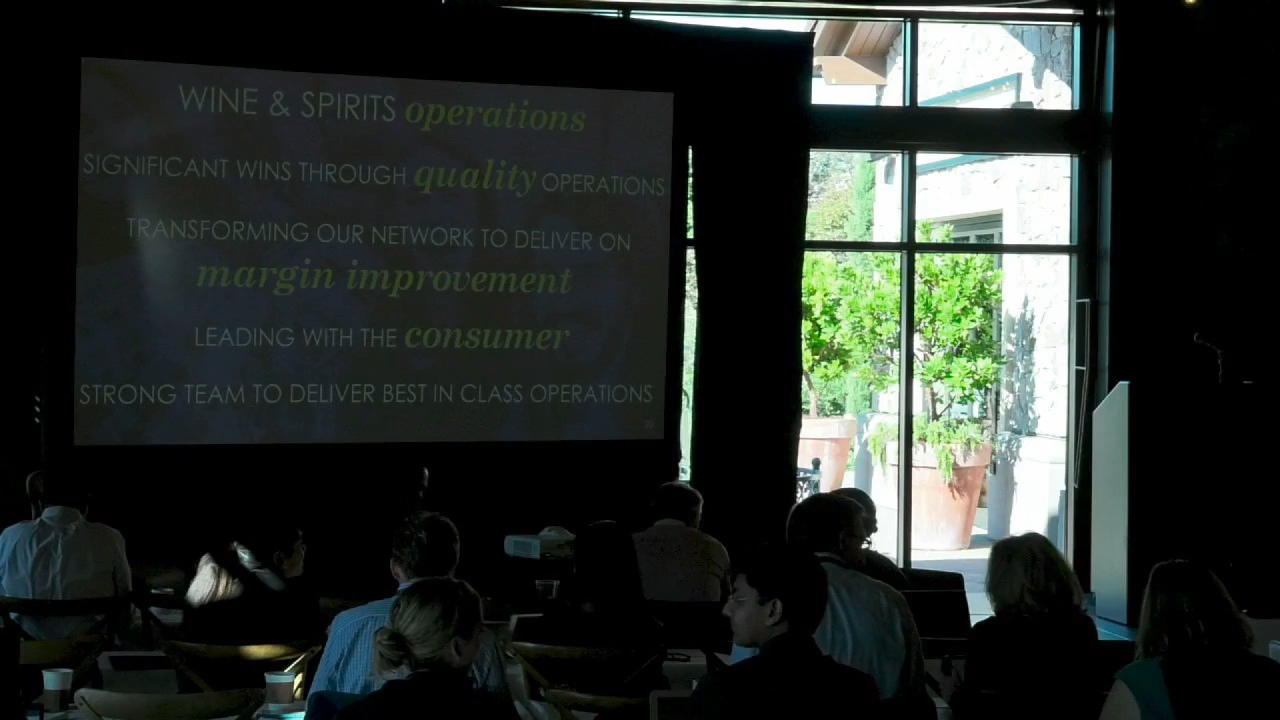 WINE & SPIRITS operations
SIGNIFICANT WINS THROUGH quality OPERATIONS
TRANSFORMING OUR NETWORK TO DELIVER ON
margin improvement
LEADING WITH THE consumer
STRONG TEAM TO DELIVER BEST IN CLASS OPERATIONS